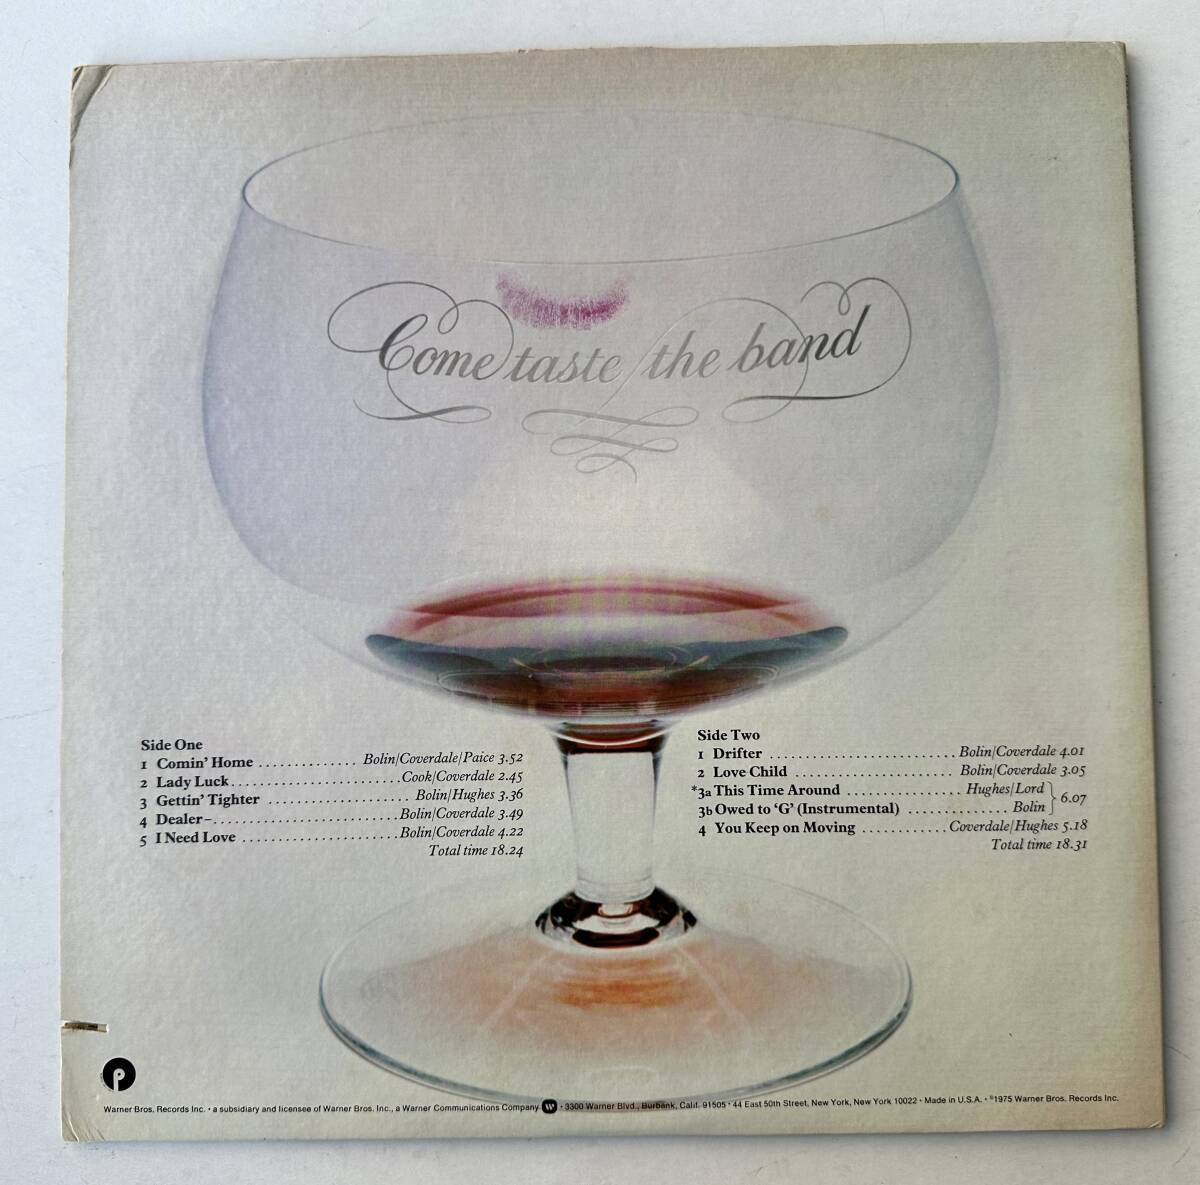 Come taste the band
Side One
1 Comin' Home ............. Bolin/Coverdale/Paice 3.52
2 Lady Luck ....................... Cook/Coverdale 2.45
3 Gettin' Tighter ................... Bolin/Hughes 3.36
4 Dealer–......................... Bolin/Coverdale 3.49
5 I Need Love ..................... Bolin/Coverdale 4.22
Total time 18.24
Side Two
1 Drifter .......................... Bolin/Coverdale 4.01
2 Love Child ...................... Bolin/Coverdale 3.05
*3a This Time Around ................ Hughes/Lord
3b Owed to ‘G’ (Instrumental) ............. Bolin } 6.07
4 You Keep on Moving ............ Coverdale/Hughes 5.18
Total time 18.31
P
Warner Bros. Records Inc. • a subsidiary and licensee of Warner Bros. Inc., a Warner Communications Company W • 3300 Warner Blvd., Burbank, Calif. 91505 • 44 East 50th Street, New York, New York 10022 • Made in U.S.A. • ℗1975 Warner Bros. Records Inc.